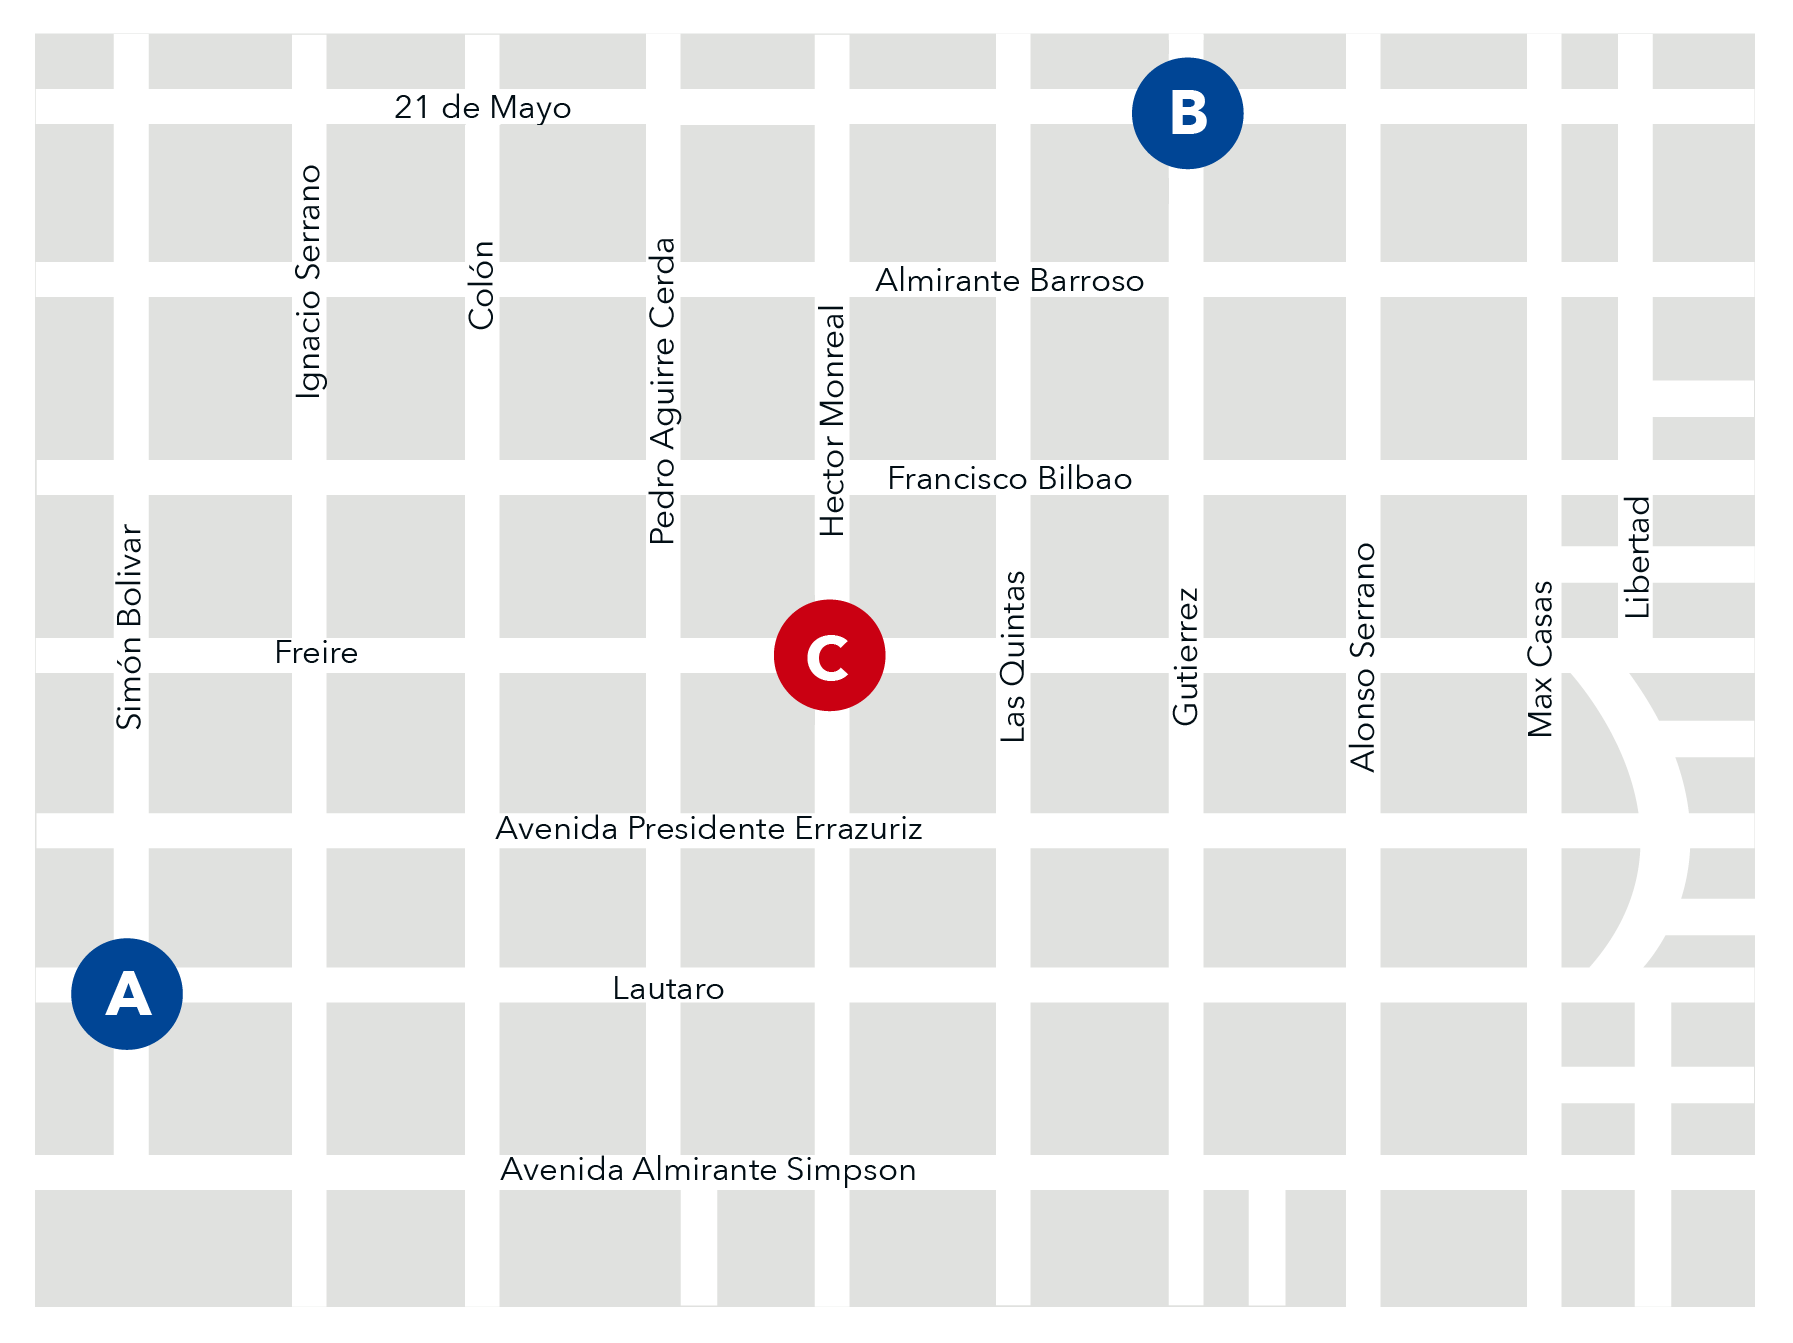 B
21 de Mayo
Ignacio Serrano
Colón
Pedro Aguirre Cerda
Almirante Barroso
Hector Monreal
Francisco Bilbao
Simón Bolivar
Libertad
Freire
C
Las Quintas
Gutierrez
Alonso Serrano
Max Casas
Avenida Presidente Errazuriz
A
Lautaro
Avenida Almirante Simpson